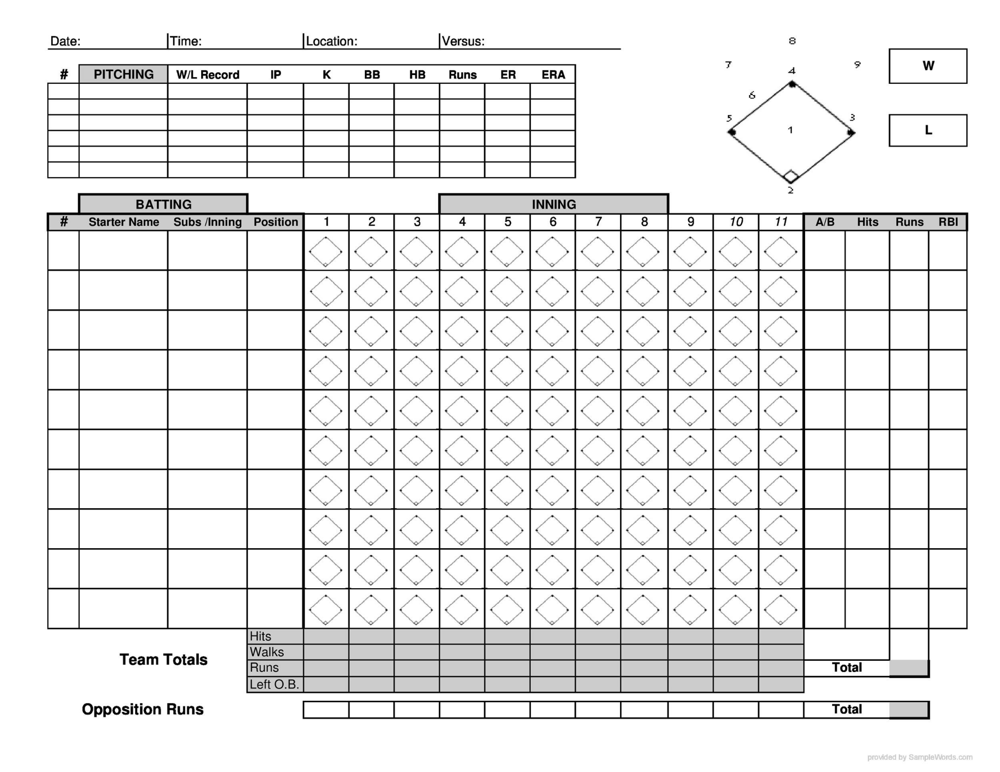 Date: Time: Location: Versus:
# PITCHING W/L Record IP K BB HB Runs ER ERA
8
7 9
4
6
5 3
1
2
W
L
BATTING INNING
# Starter Name Subs /Inning Position 1 2 3 4 5 6 7 8 9 10 11 A/B Hits Runs RBI
Hits
Walks
Team Totals
Runs Total
Left O.B.
Opposition Runs Total
provided by SampleWords.com